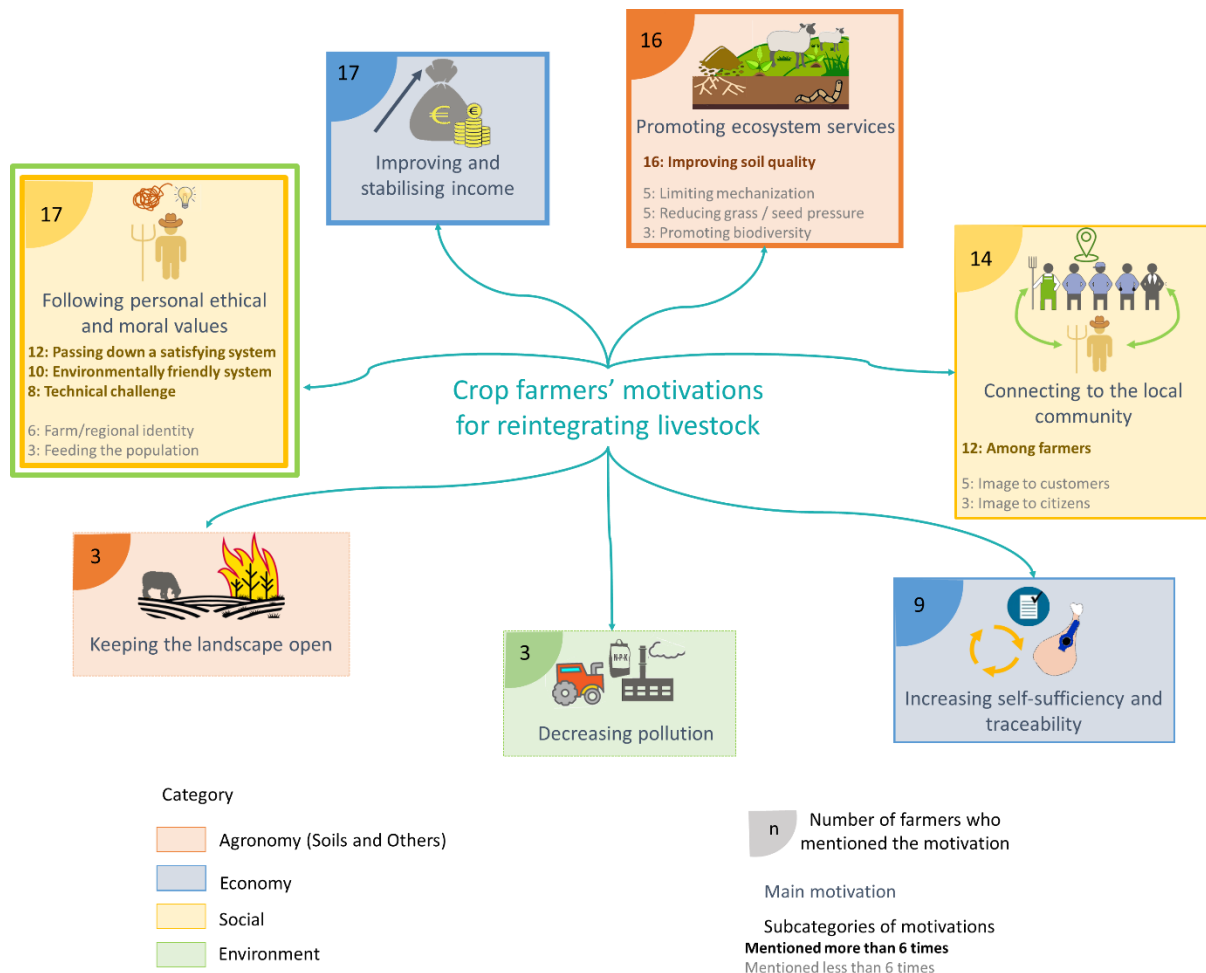 17
Improving and
stabilising income
16
Promoting ecosystem services
16: Improving soil quality
5: Limiting mechanization
5: Reducing grass / seed pressure
3: Promoting biodiversity
17
Following personal ethical
and moral values
12: Passing down a satisfying system
10: Environmentally friendly system
8: Technical challenge
6: Farm/regional identity
3: Feeding the population
Crop farmers’ motivations
for reintegrating livestock
14
Connecting to the local
community
12: Among farmers
5: Image to customers
3: Image to citizens
3
Keeping the landscape open
3
N-P-K
Decreasing pollution
9
Increasing self-sufficiency and
traceability
Category
Agronomy (Soils and Others)
Economy
Social
Environment
n
Number of farmers who
mentioned the motivation
Main motivation
Subcategories of motivations
Mentioned more than 6 times
Mentioned less than 6 times